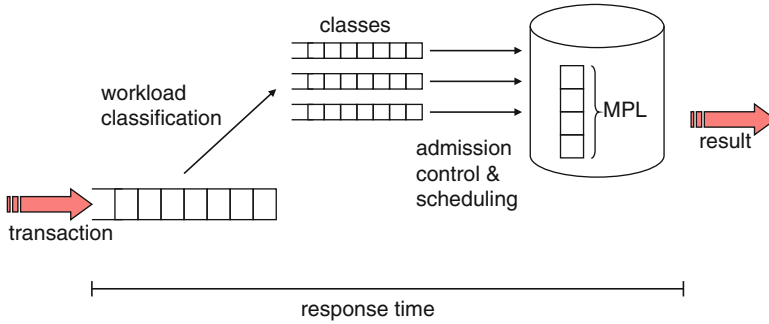 classes
workload
classification
MPL
admission
control &
scheduling
result
transaction
response time